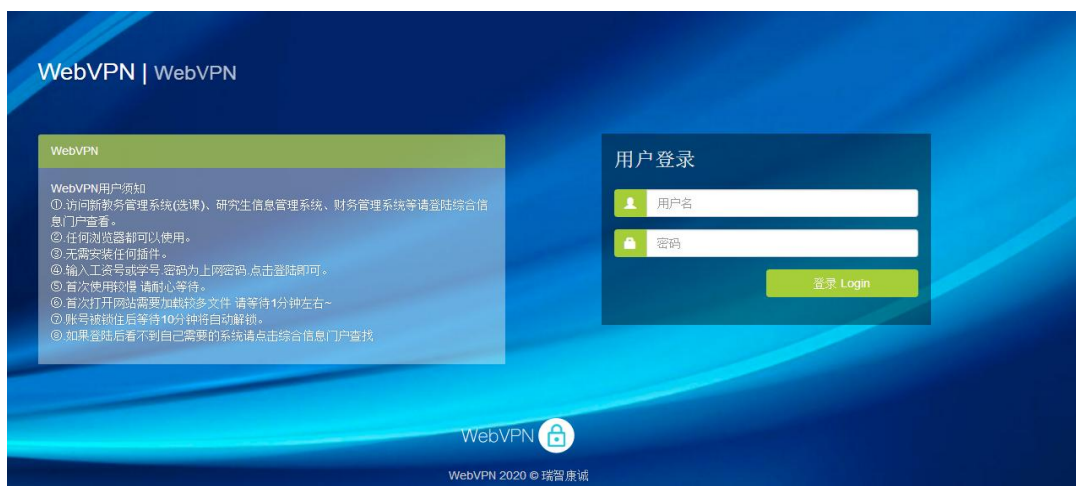 WebVPN | WebVPN
WebVPN
WebVPN用户须知
①.访问新教务管理系统(选课)、研究生信息管理系统、财务管理系统等请登陆综合信
息门户查看。
②.任何浏览器都可以使用。
③.无需安装任何插件。
④.输入工资号或学号.密码为上网密码.点击登陆即可。
⑤.首次使用较慢 请耐心等待。
⑥.首次打开网站需要加载较多文件 请等待1分钟左右~
⑦.账号被锁住后等待10分钟将自动解锁。
⑧.如果登陆后看不到自己需要的系统请点击综合信息门户查找
用户登录
用户名
密码
登录 Login
WebVPN
WebVPN 2020 © 瑞智康诚